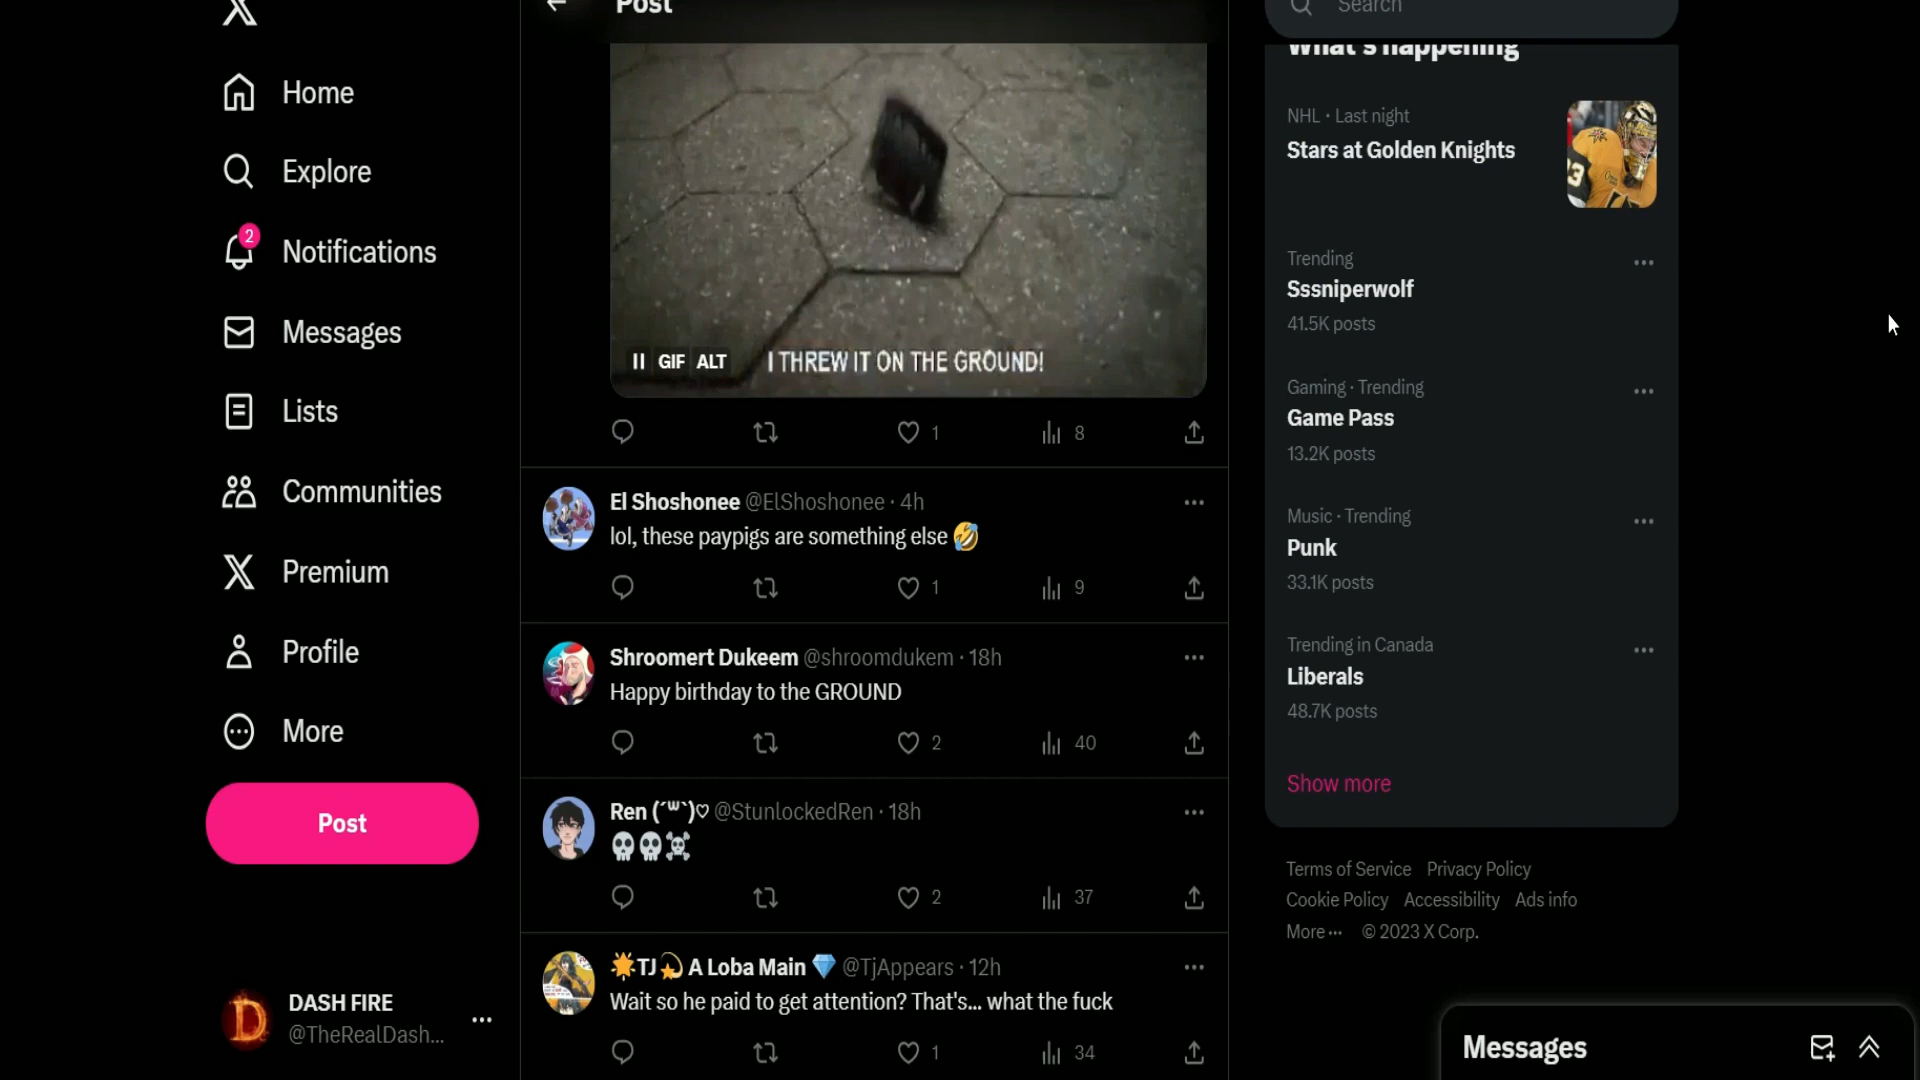 Home
Explore
2
Notifications
Messages
Lists
Communities
Premium
Profile
More
Post
DASH FIRE
@TheRealDash...
Post
II GIF ALT
I THREW IT ON THE GROUND!
1
8
El Shoshonee @ElShoshonee · 4h
lol, these paypigs are something else 🤣
1
9
Shroomert Dukeem @shroomdukem · 18h
Happy birthday to the GROUND
2
40
Ren (´꒳`)♡ @StunlockedRen · 18h
💀💀☠️
2
37
🌟TJ💫 A Loba Main 💎 @TjAppears · 12h
Wait so he paid to get attention? That's... what the fuck
1
34
Search
What's happening
NHL · Last night
Stars at Golden Knights
Trending
Sssniperwolf
41.5K posts
Gaming · Trending
Game Pass
13.2K posts
Music · Trending
Punk
33.1K posts
Trending in Canada
Liberals
48.7K posts
Show more
Terms of Service Privacy Policy
Cookie Policy Accessibility Ads info
More ··· © 2023 X Corp.
Messages